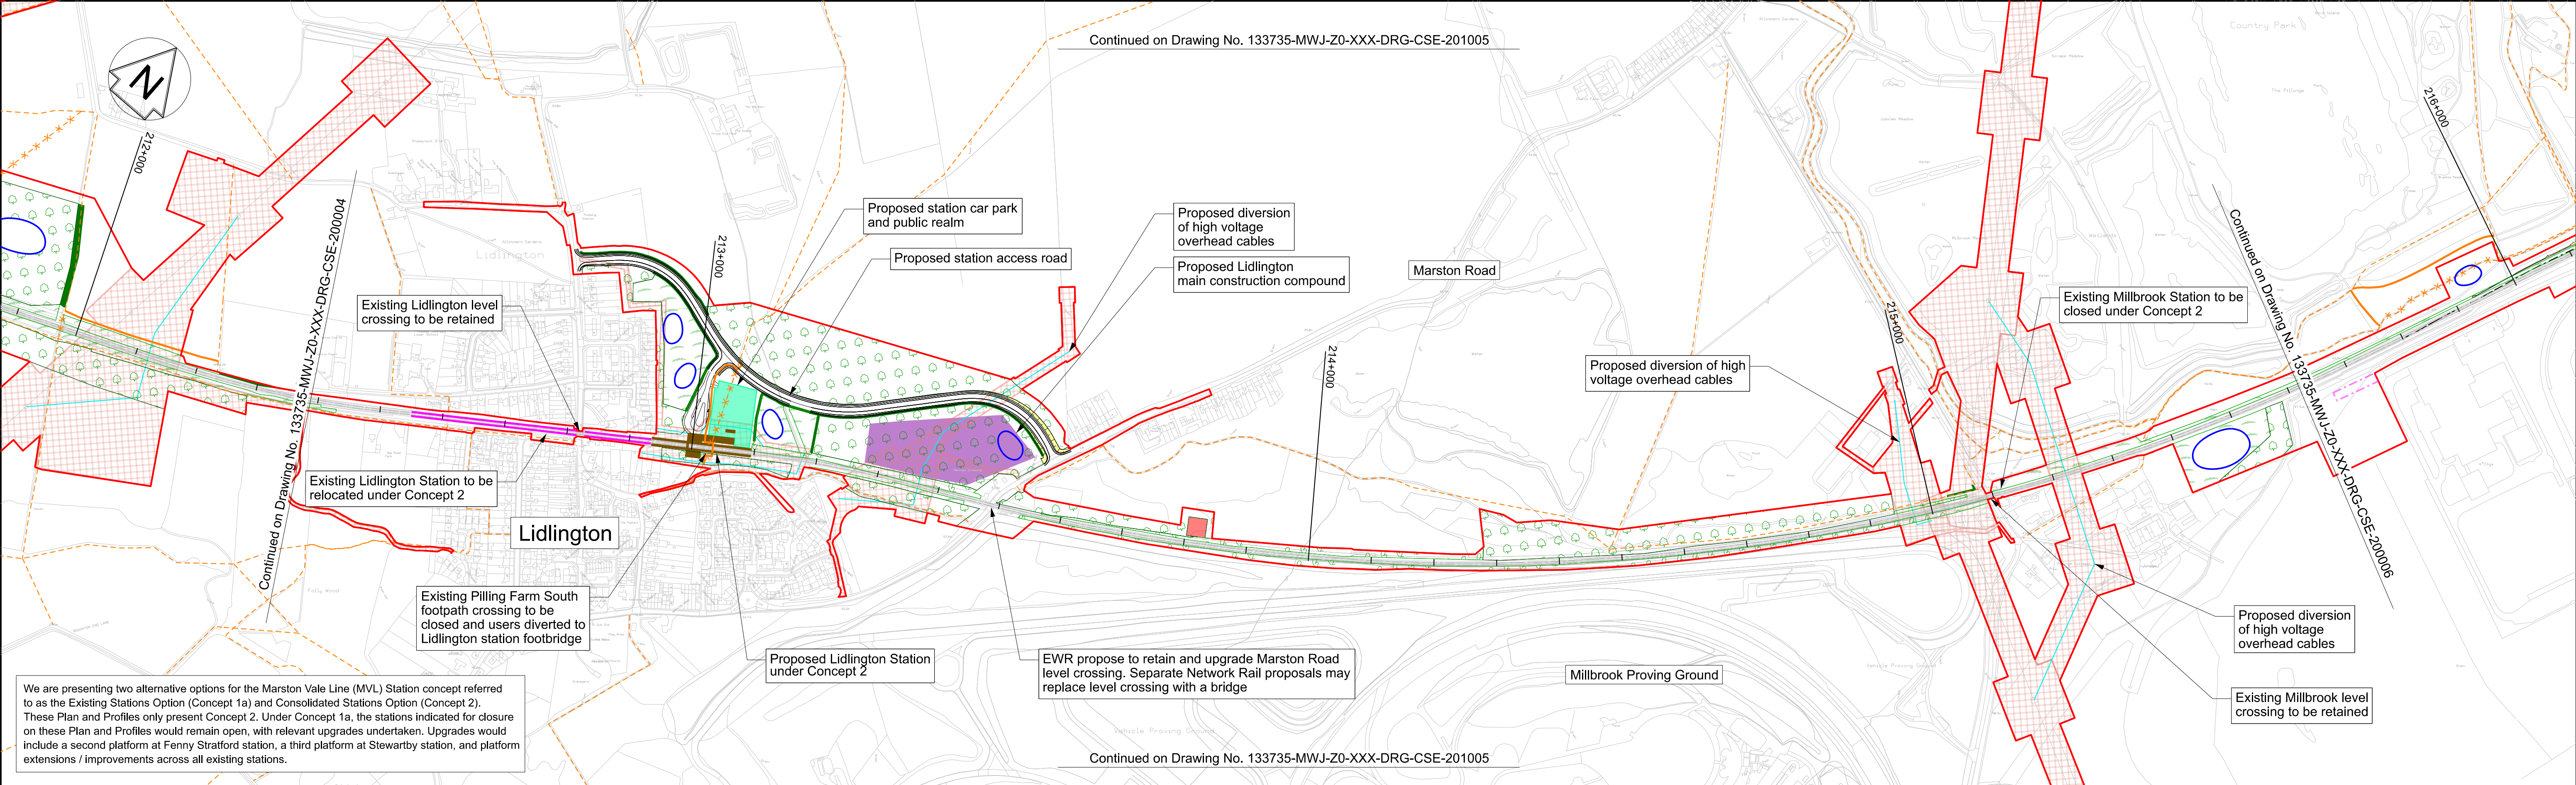 Continued on Drawing No. 133735-MWJ-Z0-XXX-DRG-CSE-201005
N
212+000
Continued on Drawing No. 133735-MWJ-Z0-XXX-DRG-CSE-200004
213+000
Proposed station car park
and public realm
Proposed station access road
Proposed diversion
of high voltage
overhead cables
Proposed Lidlington
main construction compound
Marston Road
214+000
215+000
216+000
Country Park
The Pillinge
Lidlington
Existing Lidlington level
crossing to be retained
Existing Lidlington Station to be
relocated under Concept 2
Lidlington
Existing Pilling Farm South
footpath crossing to be
closed and users diverted to
Lidlington station footbridge
Proposed Lidlington Station
under Concept 2
EWR propose to retain and upgrade Marston Road
level crossing. Separate Network Rail proposals may
replace level crossing with a bridge
Proposed diversion of high
voltage overhead cables
Existing Millbrook Station to be
closed under Concept 2
Continued on Drawing No. 133735-MWJ-Z0-XXX-DRG-CSE-200006
Proposed diversion
of high voltage
overhead cables
Existing Millbrook level
crossing to be retained
Millbrook Proving Ground
Vehicle Proving Ground
Vehicle Proving Ground
Folly Wood
We are presenting two alternative options for the Marston Vale Line (MVL) Station concept referred
to as the Existing Stations Option (Concept 1a) and Consolidated Stations Option (Concept 2).
These Plan and Profiles only present Concept 2. Under Concept 1a, the stations indicated for closure
on these Plan and Profiles would remain open, with relevant upgrades undertaken. Upgrades would
include a second platform at Fenny Stratford station, a third platform at Stewartby station, and platform
extensions / improvements across all existing stations.
Continued on Drawing No. 133735-MWJ-Z0-XXX-DRG-CSE-201005